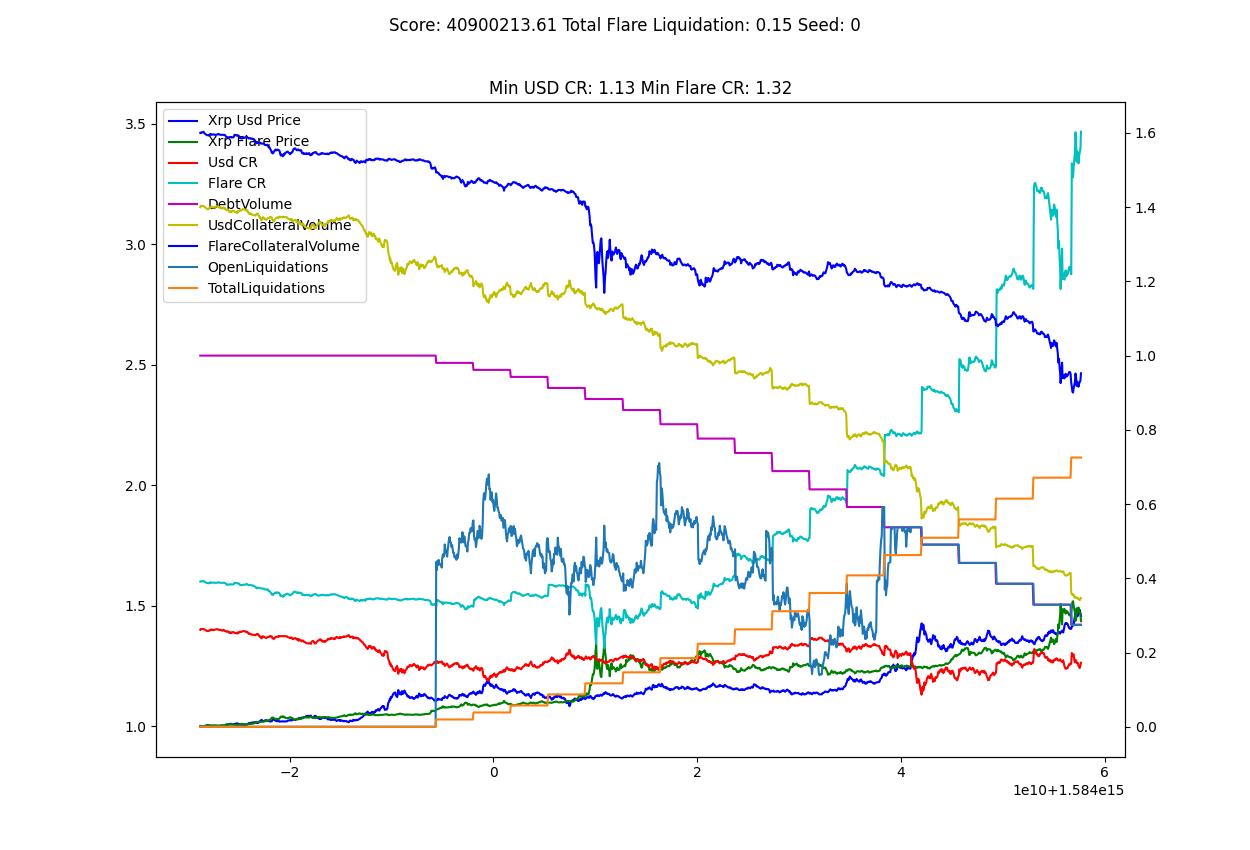 Score: 40900213.61 Total Flare Liquidation: 0.15 Seed: 0
Min USD CR: 1.13 Min Flare CR: 1.32
Xrp Usd Price
Xrp Flare Price
Usd CR
Flare CR
DebtVolume
UsdCollateralVolume
FlareCollateralVolume
OpenLiquidations
TotalLiquidations
3.5
3.0
2.5
2.0
1.5
1.0
1.6
1.4
1.2
1.0
0.8
0.6
0.4
0.2
0.0
−2
0
2
4
6
1e10+1.584e15